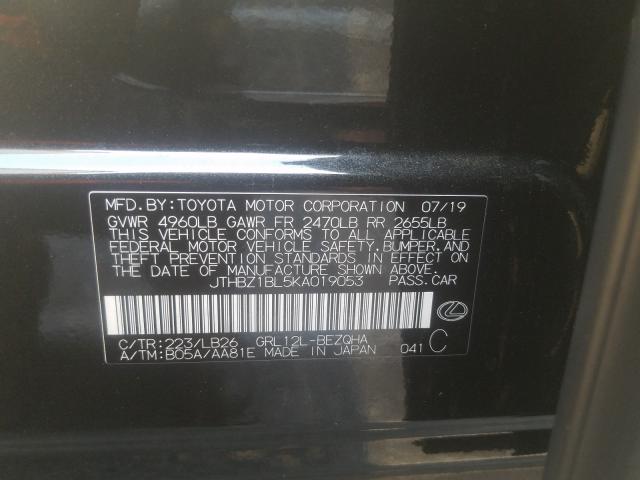 MFD. BY: TOYOTA MOTOR CORPORATION 07/19
GVWR 4960LB GAWR FR 2470LB RR 2655LB
THIS VEHICLE CONFORMS TO ALL APPLICABLE
FEDERAL MOTOR VEHICLE SAFETY, BUMPER, AND
THEFT PREVENTION STANDARDS IN EFFECT ON
THE DATE OF MANUFACTURE SHOWN ABOVE.
JTHBZ1BL5KA019053 PASS. CAR
C/TR: 223/LB26 GRL12L-BEZQHA
A/TM: B05A/AA81E MADE IN JAPAN 041 C